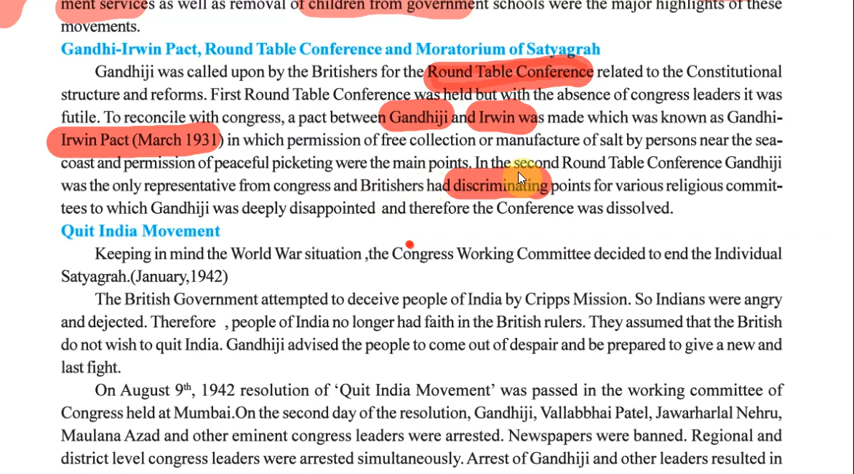 ment services as well as removal of children from government schools were the major highlights of these
movements.
Gandhi-Irwin Pact, Round Table Conference and Moratorium of Satyagrah
Gandhiji was called upon by the Britishers for the Round Table Conference related to the Constitutional
structure and reforms. First Round Table Conference was held but with the absence of congress leaders it was
futile. To reconcile with congress, a pact between Gandhiji and Irwin was made which was known as Gandhi-
Irwin Pact (March 1931) in which permission of free collection or manufacture of salt by persons near the sea-
coast and permission of peaceful picketing were the main points. In the second Round Table Conference Gandhiji
was the only representative from congress and Britishers had discriminating points for various religious commit-
tees to which Gandhiji was deeply disappointed and therefore the Conference was dissolved.
Quit India Movement
Keeping in mind the World War situation ,the Congress Working Committee decided to end the Individual
Satyagrah.(January,1942)
The British Government attempted to deceive people of India by Cripps Mission. So Indians were angry
and dejected. Therefore , people of India no longer had faith in the British rulers. They assumed that the British
do not wish to quit India. Gandhiji advised the people to come out of despair and be prepared to give a new and
last fight.
On August 9th, 1942 resolution of ‘Quit India Movement’ was passed in the working committee of
Congress held at Mumbai.On the second day of the resolution, Gandhiji, Vallabbhai Patel, Jawarharlal Nehru,
Maulana Azad and other eminent congress leaders were arrested. Newspapers were banned. Regional and
district level congress leaders were arrested simultaneously. Arrest of Gandhiji and other leaders resulted in